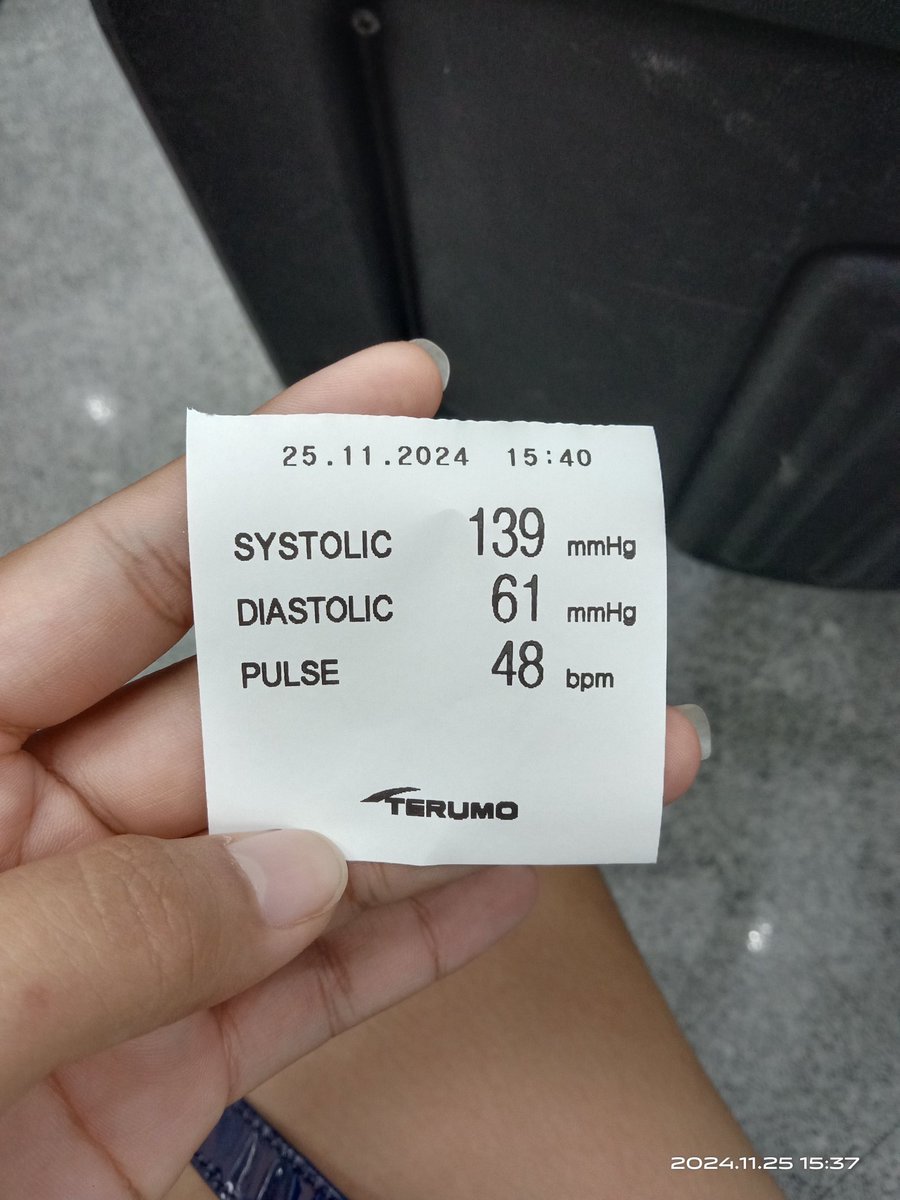 25.11.2024 15:40
SYSTOLIC 139 mmHg
DIASTOLIC 61 mmHg
PULSE 48 bpm
TERUMO
2024.11.25 15:37